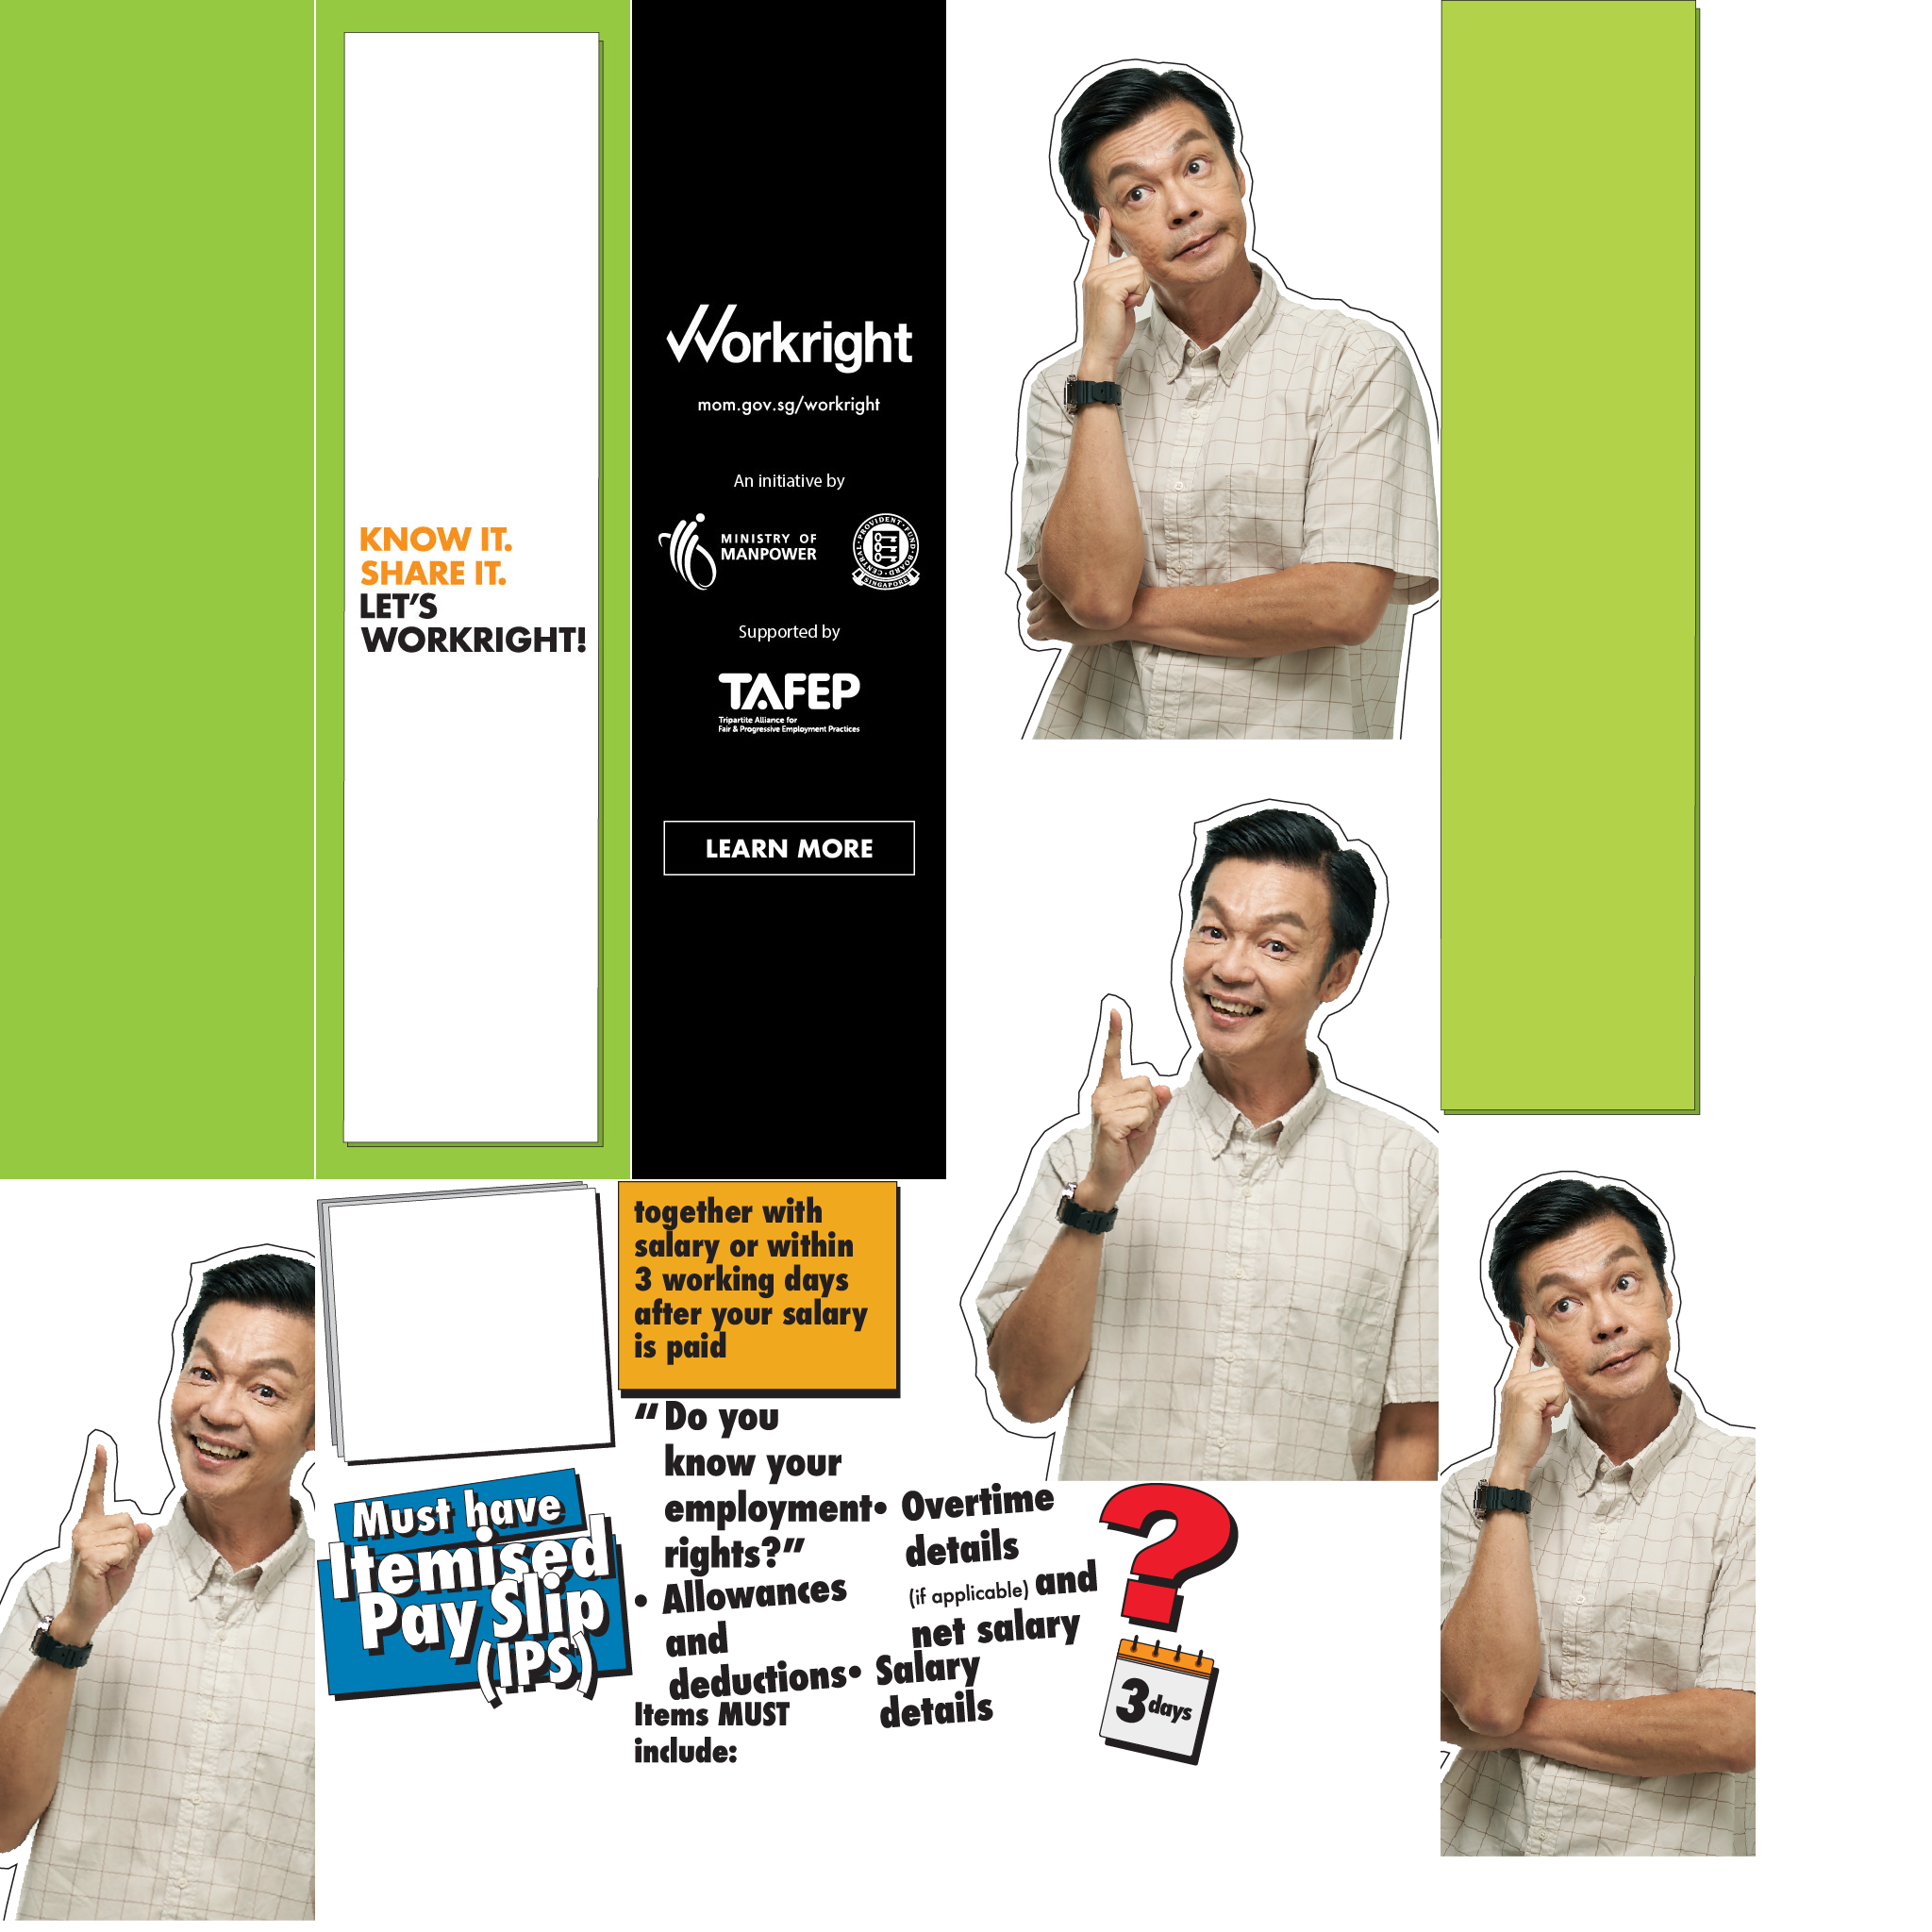 KNOW IT.
SHARE IT.
LET'S
WORKRIGHT!
Workright
mom.gov.sg/workright
An initiative by
MINISTRY OF
MANPOWER
CENTRAL PROVIDENT FUND BOARD
SINGAPORE
Supported by
TAFEP
Tripartite Alliance for
Fair & Progressive Employment Practices
LEARN MORE
together with
salary or within
3 working days
after your salary
is paid
Must have
Itemised
Pay Slip
(IPS)
“Do you
know your
employment
rights?”
• Allowances
and
deductions
Items MUST
include:
• Overtime
details
(if applicable) and
net salary
• Salary
details
?
3 days